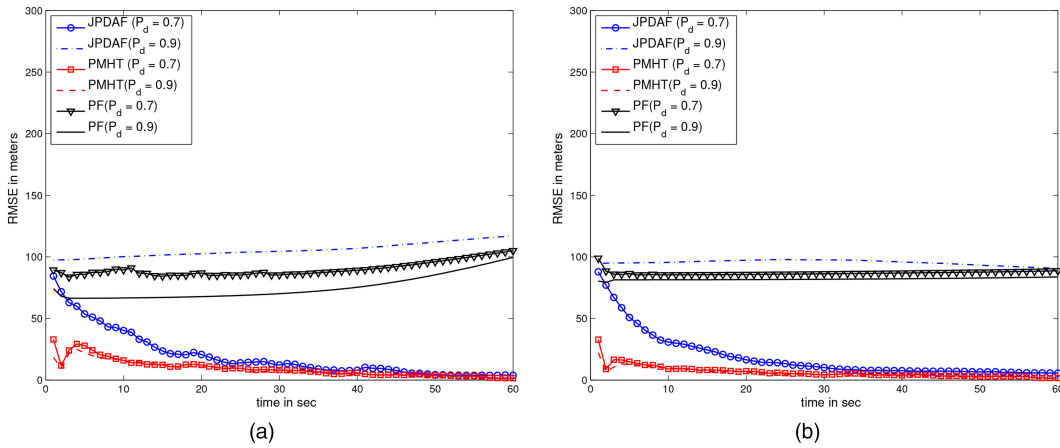 300
250
200
150
100
50
0
RMSE in meters
JPDAF (P_d = 0.7)
JPDAF(P_d = 0.9)
PMHT (P_d = 0.7)
PMHT(P_d = 0.9)
PF(P_d = 0.7)
PF(P_d = 0.9)
0 10 20 30 40 50 60
time in sec
(a)
300
250
200
150
100
50
0
RMSE in meters
JPDAF (P_d = 0.7)
JPDAF(P_d = 0.9)
PMHT (P_d = 0.7)
PMHT(P_d = 0.9)
PF(P_d = 0.7)
PF(P_d = 0.9)
0 10 20 30 40 50 60
time in sec
(b)